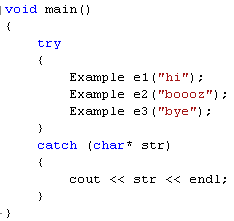 void main()
{
    try
    {
        Example e1("hi");
        Example e2("boooz");
        Example e3("bye");
    }
    catch (char* str)
    {
        cout << str << endl;
    }
}